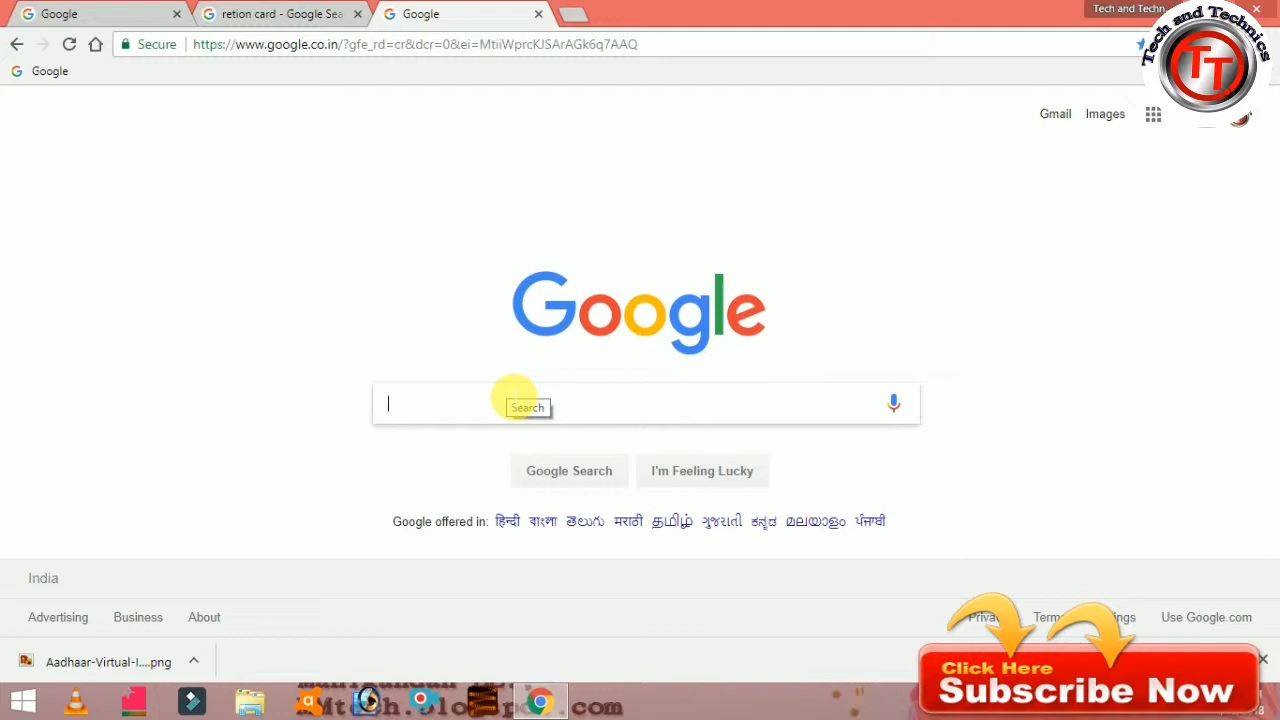 Google
retion card - Google Sea
Google
Tech and Techn
Secure
https://www.google.co.in/?gfe_rd=cr&dcr=0&ei=MtiiWprcKJSArAGk6q7AAQ
Google
Tech and Technics
TT.
Gmail
Images
Google
Search
Google Search
I'm Feeling Lucky
Google offered in: हिन्दी বাংলা తెలుగు मराठी தமிழ் ગુજરાતી ಕನ್ನಡ മലയാളം ਪੰਜਾਬੀ
India
Advertising
Business
About
Use Google.com
Aadhaar-Virtual-I....png
Click Here
Subscribe Now